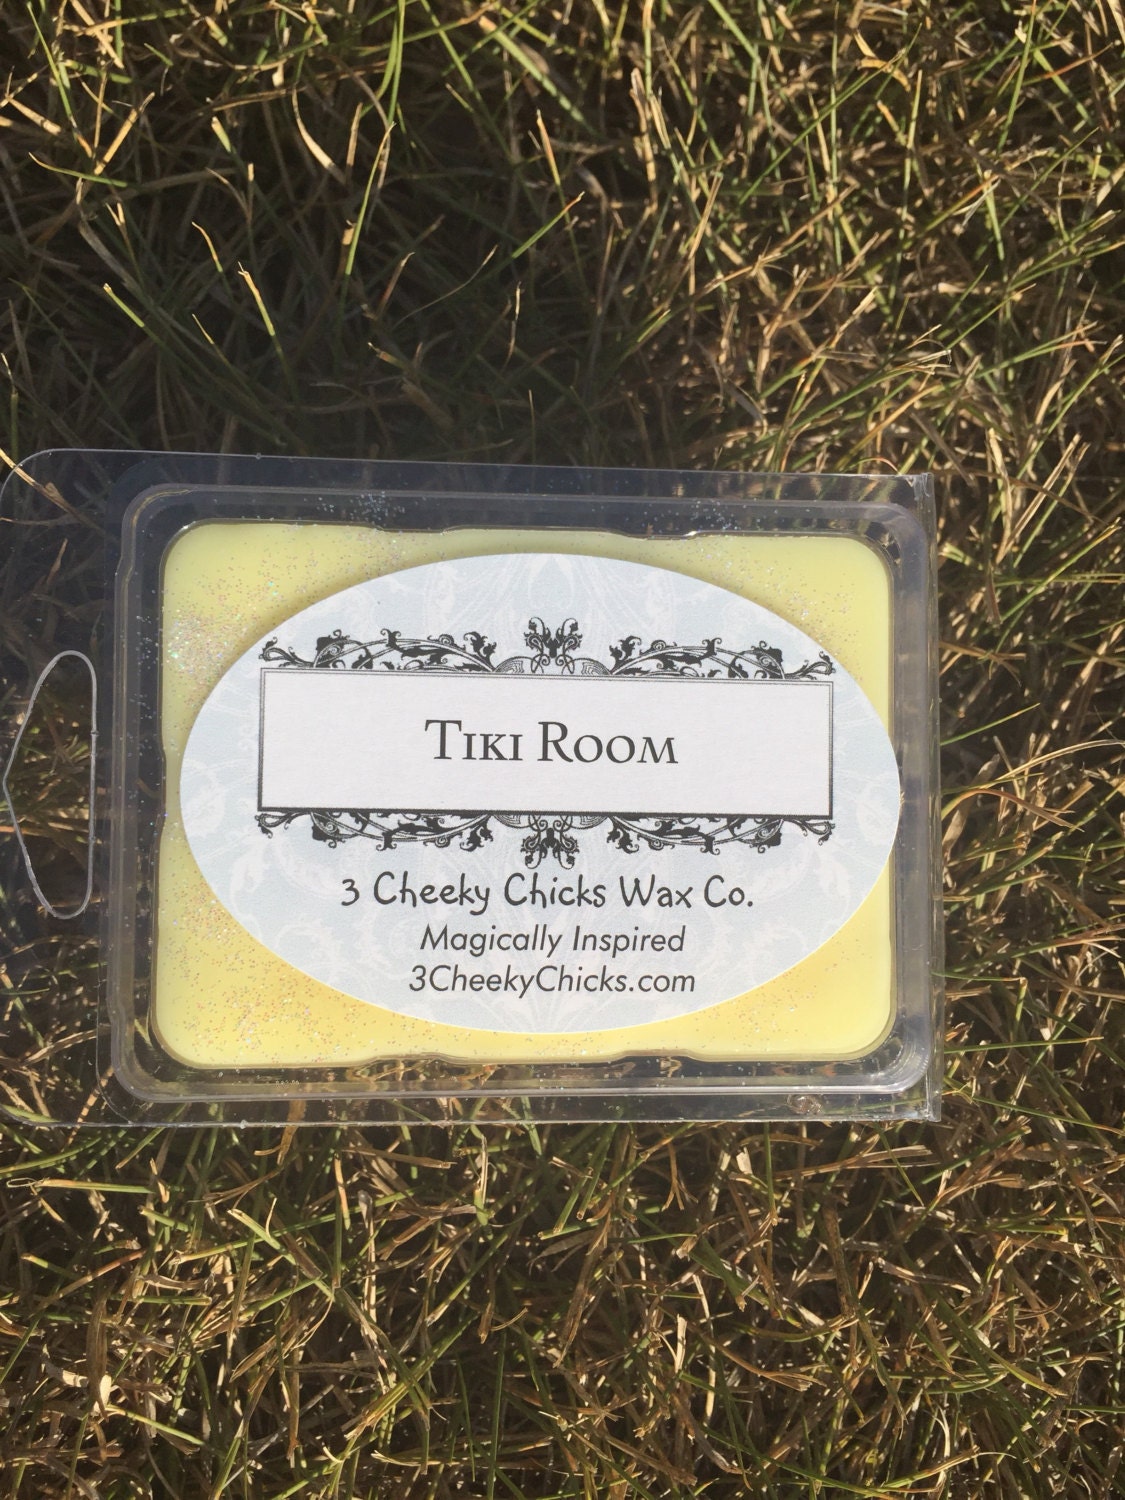 Tiki Room
3 Cheeky Chicks Wax Co.
Magically Inspired
3CheekyChicks.com